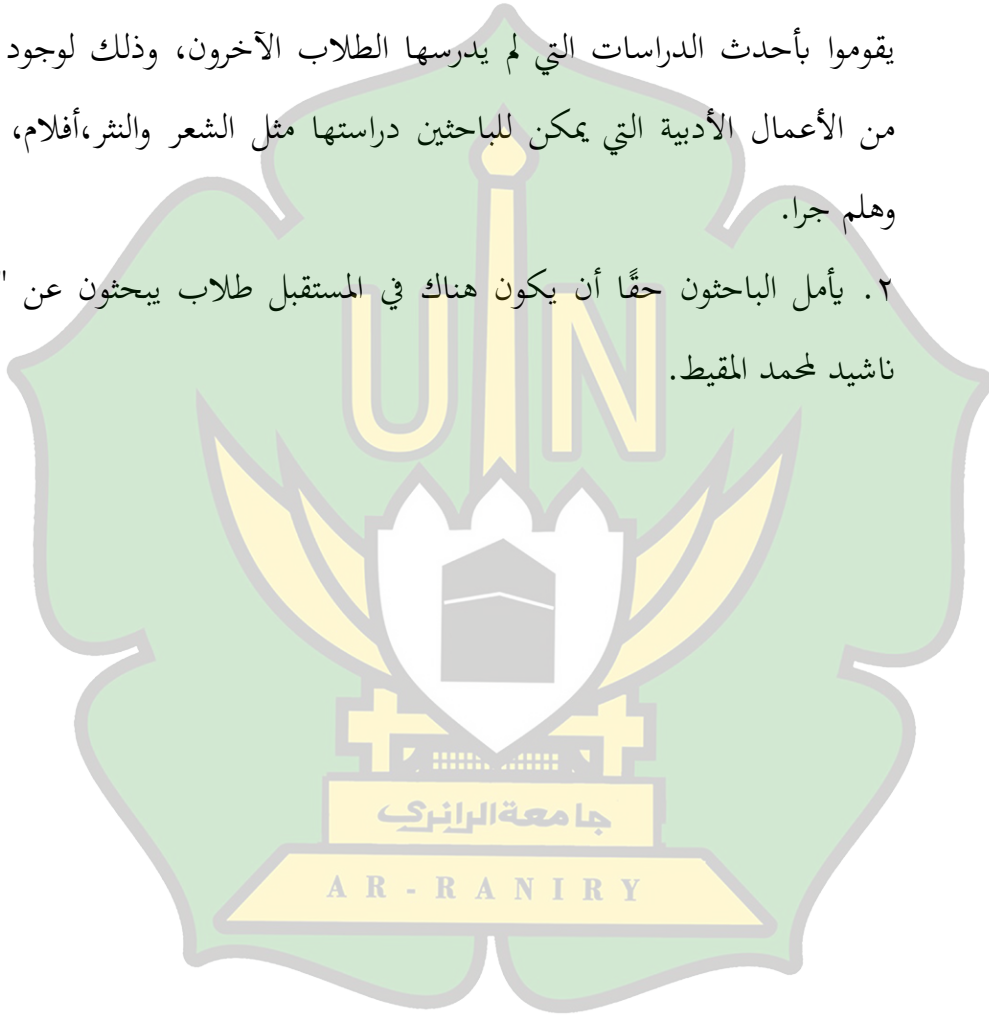 يقوموا بأحدث الدراسات التي لم يدرسها الطلاب الآخرون، وذلك لوجود
من الأعمال الأدبية التي يمكن للباحثين دراستها مثل الشعر والنثر،أفلام،
وهلم جرا.
٢. يأمل الباحثون حقًا أن يكون هناك في المستقبل طلاب يبحثون عن "
ناشيد لمحمد المقيط.
UIN
جامعة الرانري
AR-RANIRY